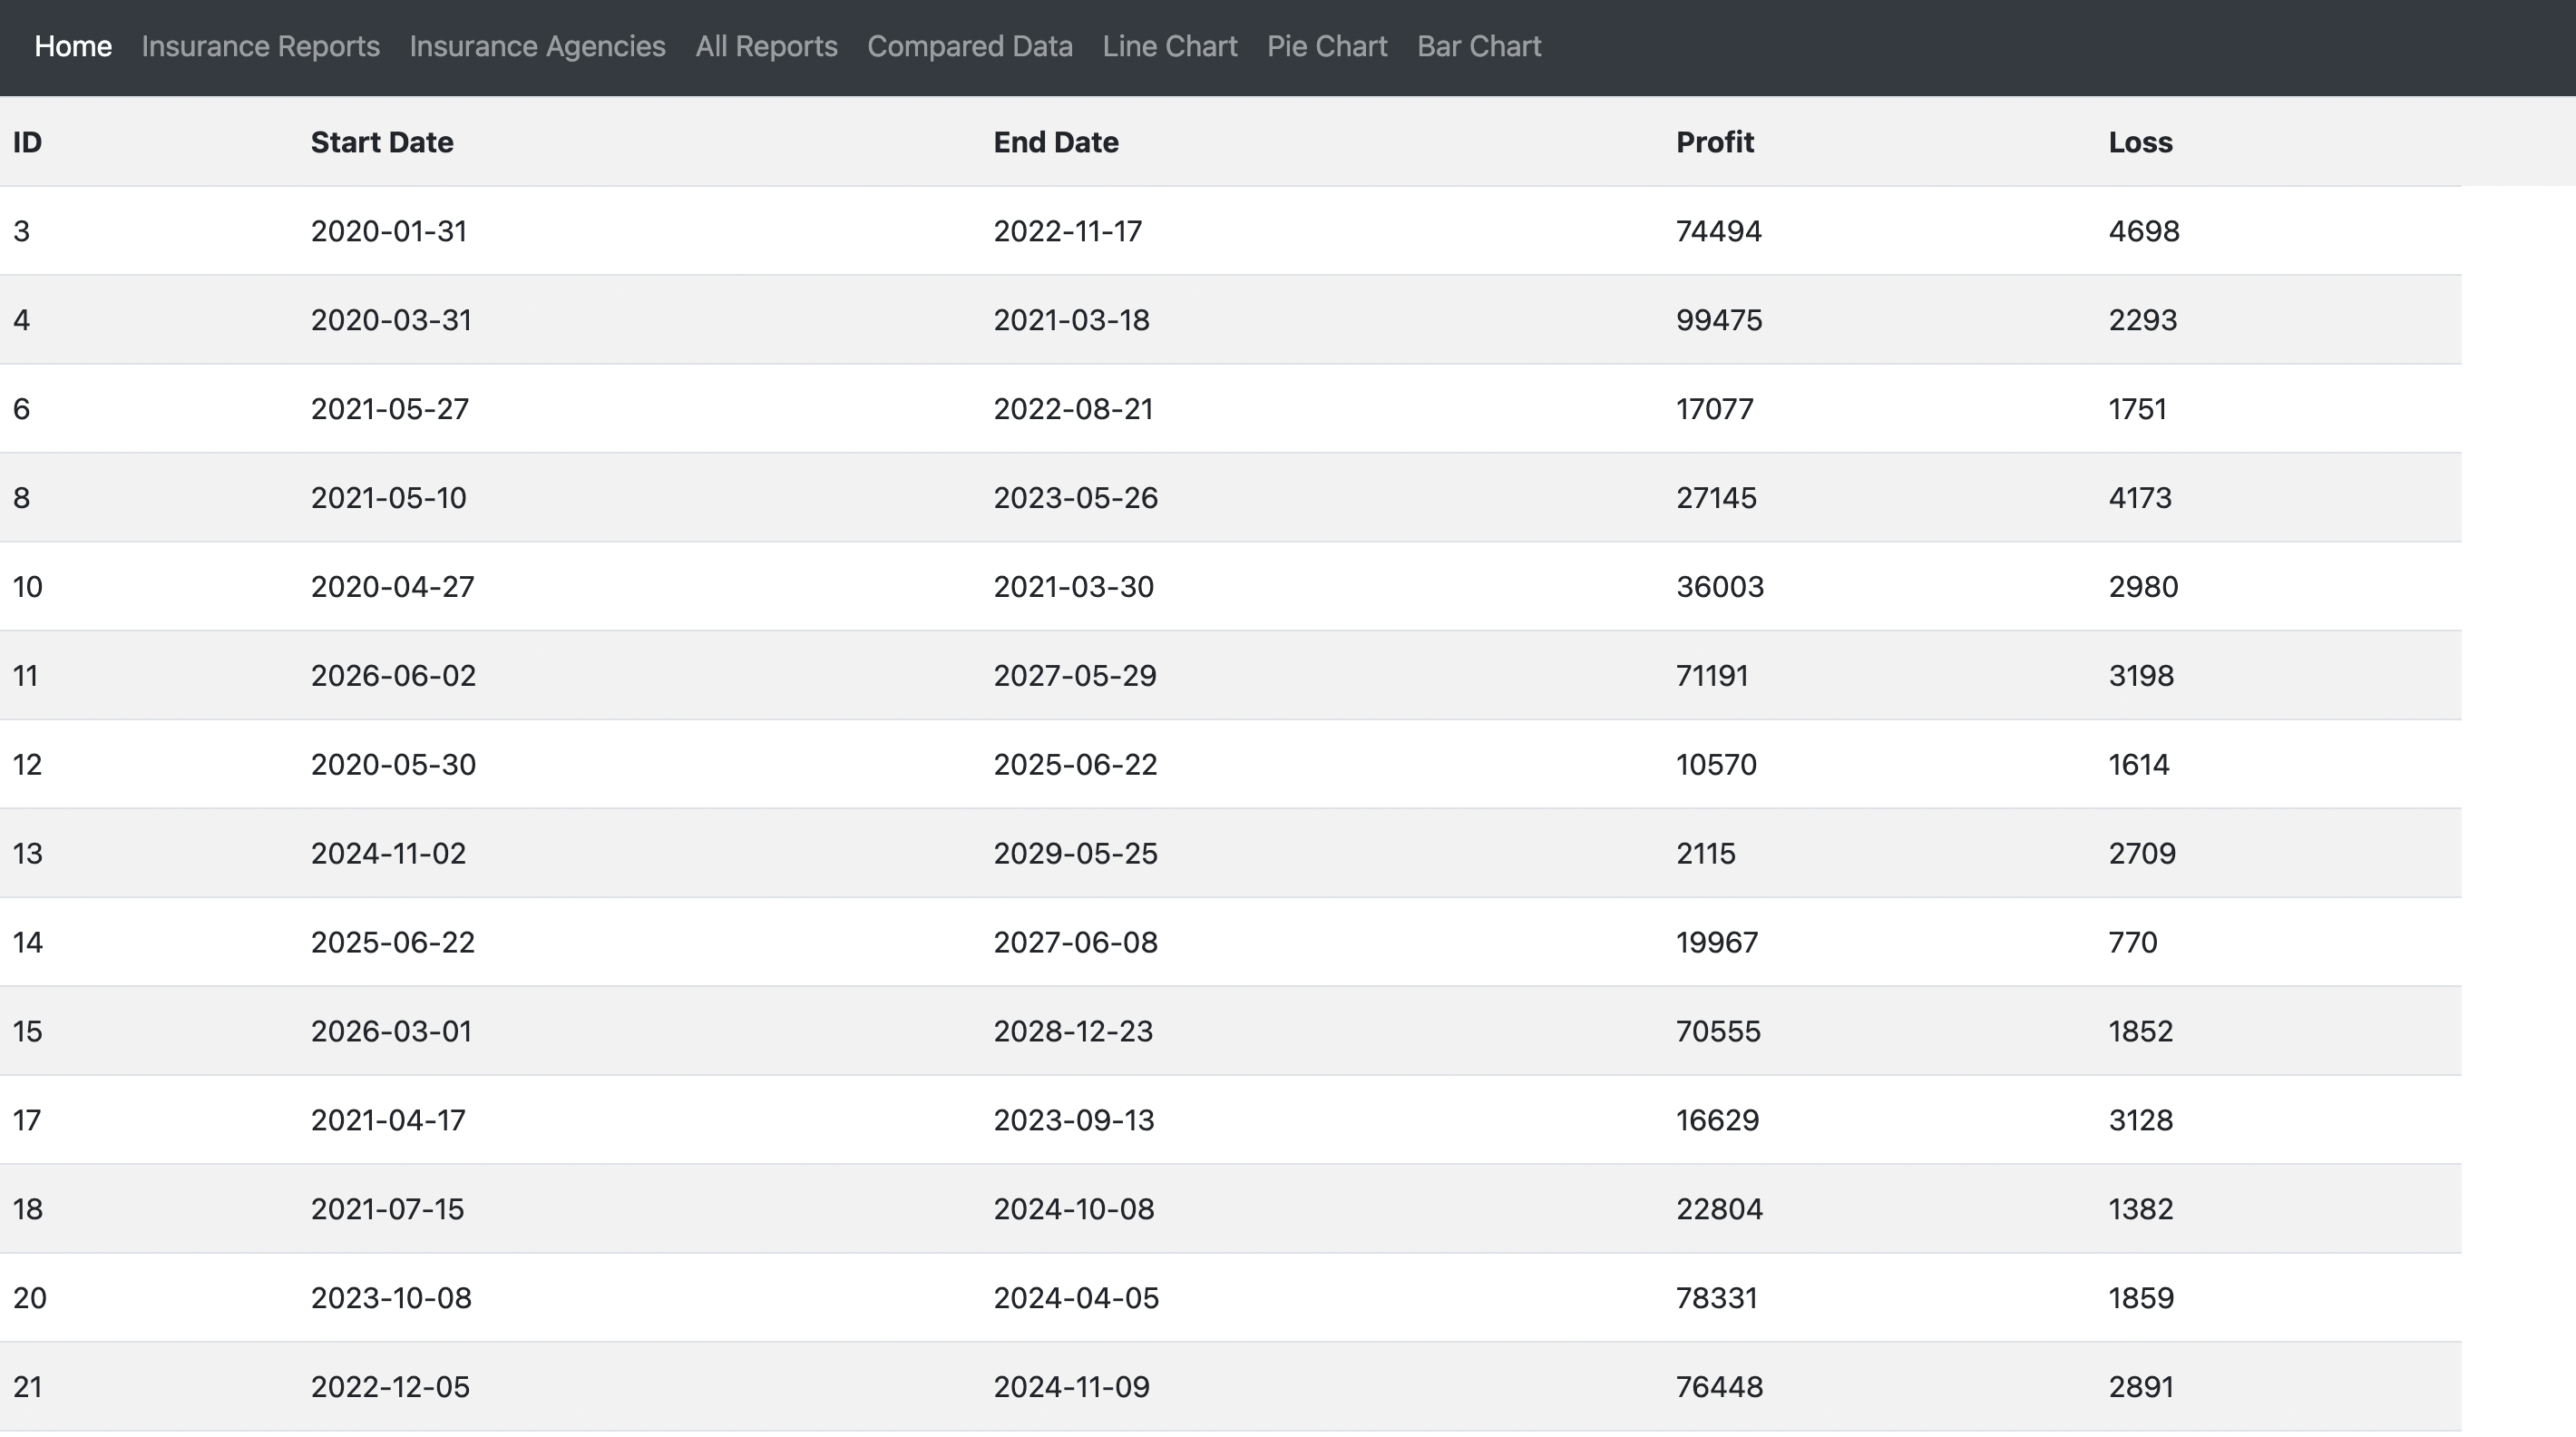 Home Insurance Reports Insurance Agencies All Reports Compared Data Line Chart Pie Chart Bar Chart
ID Start Date End Date Profit Loss
3 2020-01-31 2022-11-17 74494 4698
4 2020-03-31 2021-03-18 99475 2293
6 2021-05-27 2022-08-21 17077 1751
8 2021-05-10 2023-05-26 27145 4173
10 2020-04-27 2021-03-30 36003 2980
11 2026-06-02 2027-05-29 71191 3198
12 2020-05-30 2025-06-22 10570 1614
13 2024-11-02 2029-05-25 2115 2709
14 2025-06-22 2027-06-08 19967 770
15 2026-03-01 2028-12-23 70555 1852
17 2021-04-17 2023-09-13 16629 3128
18 2021-07-15 2024-10-08 22804 1382
20 2023-10-08 2024-04-05 78331 1859
21 2022-12-05 2024-11-09 76448 2891